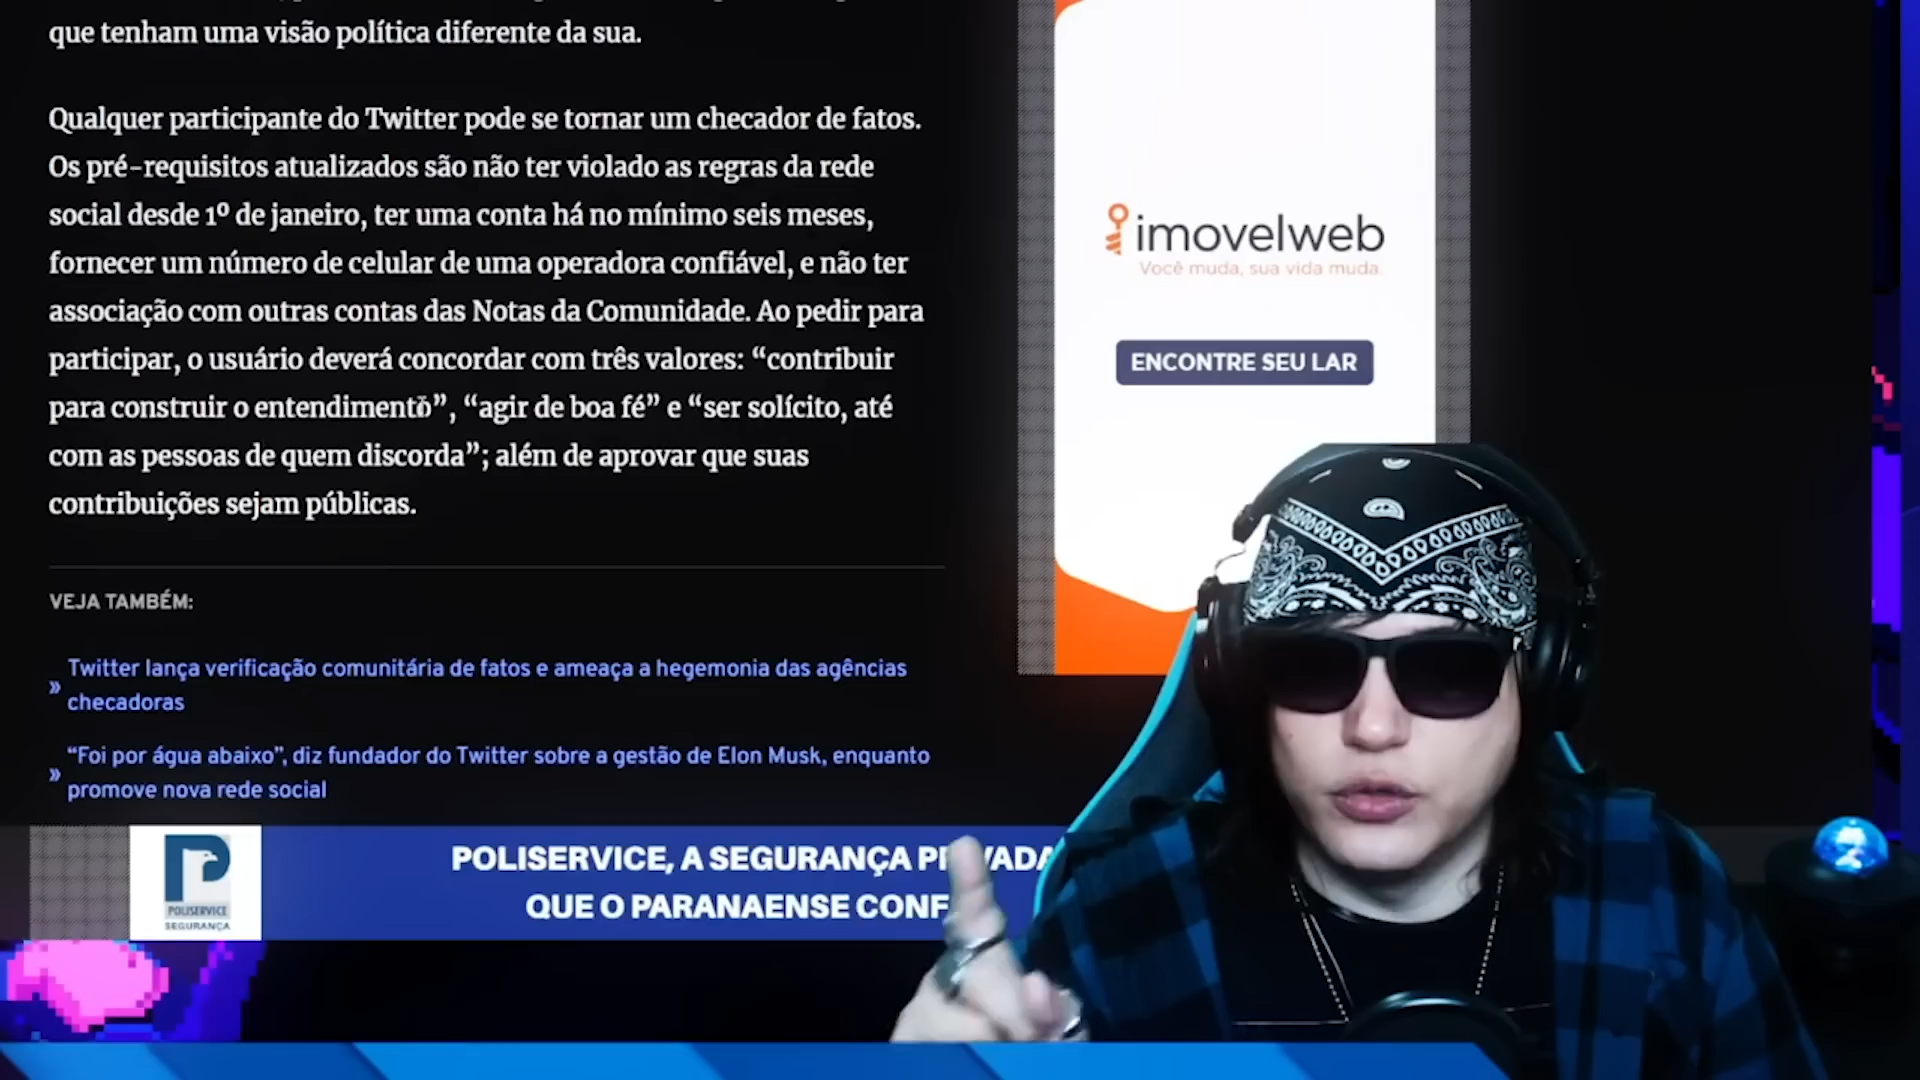 que tenham uma visão política diferente da sua.
Qualquer participante do Twitter pode se tornar um checador de fatos.
Os pré-requisitos atualizados são não ter violado as regras da rede
social desde 1º de janeiro, ter uma conta há no mínimo seis meses,
fornecer um número de celular de uma operadora confiável, e não ter
associação com outras contas das Notas da Comunidade. Ao pedir para
participar, o usuário deverá concordar com três valores: “contribuir
para construir o entendimento”, “agir de boa fé” e “ser solícito, até
com as pessoas de quem discorda”; além de aprovar que suas
contribuições sejam públicas.
VEJA TAMBÉM:
» Twitter lança verificação comunitária de fatos e ameaça a hegemonia das agências
checadoras
» “Foi por água abaixo”, diz fundador do Twitter sobre a gestão de Elon Musk, enquanto
promove nova rede social
imovelweb
Você muda, sua vida muda.
ENCONTRE SEU LAR
POLISERVICE
SEGURANÇA
POLISERVICE, A SEGURANÇA
QUE O PARANAENSE